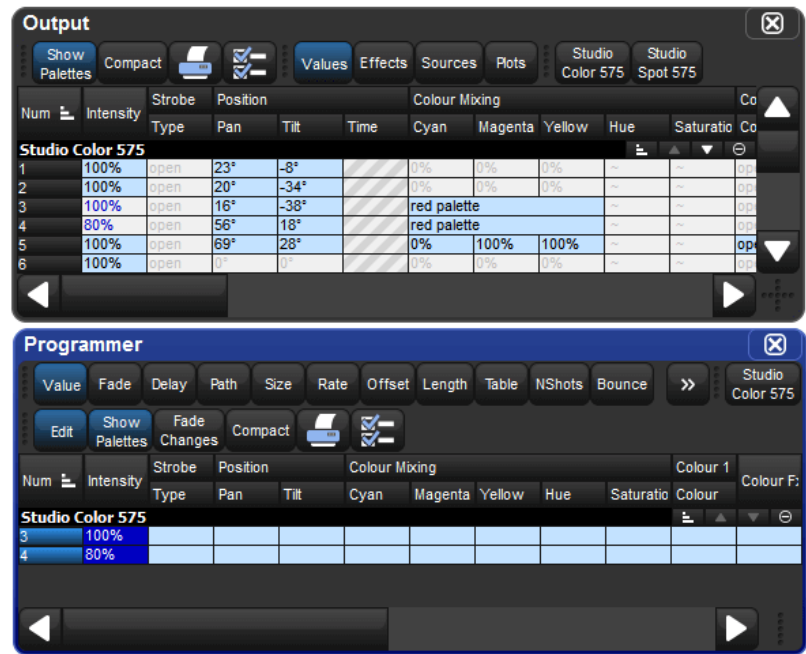 Output
Show Palettes Compact Values Effects Sources Plots Studio Color 575 Studio Spot 575
Num Intensity Strobe Position Colour Mixing Co
Type Pan Tilt Time Cyan Magenta Yellow Hue Saturatio Co
Studio Color 575
1 100% open 23° -8° 0% 0% 0% ~ ~ op
2 100% open 20° -34° 0% 0% 0% ~ ~ op
3 100% open 16° -38° red palette ~ ~ op
4 80% open 56° 18° red palette ~ ~ op
5 100% open 69° 28° 0% 100% 100% ~ ~ ope
6 100% open 0° 0° 0% 0% 0% ~ ~ op
Programmer
Value Fade Delay Path Size Rate Offset Length Table NShots Bounce » Studio Color 575
Edit Show Palettes Fade Changes Compact
Num Intensity Strobe Position Colour Mixing Colour 1 Colour Fx
Type Pan Tilt Cyan Magenta Yellow Hue Saturatio Colour
Studio Color 575
3 100%
4 80%